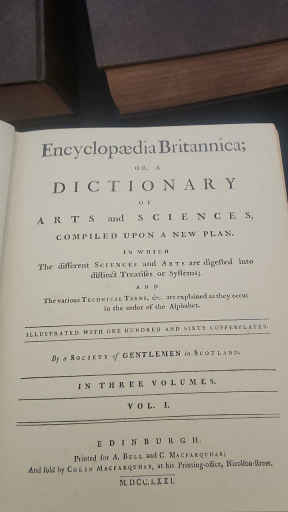 Encyclopædia Britannica;
OR, A
DICTIONARY
OF
ARTS and SCIENCES,
COMPILED UPON A NEW PLAN.
IN WHICH
The different SCIENCES and ARTS are digeſted into
diſtinct Treatiſes or Syſtems;
AND
The various TECHNICAL TERMS, &c. are explained as they occur
in the order of the Alphabet.
ILLUSTRATED WITH ONE HUNDRED AND SIXTY COPPERPLATES.
By a SOCIETY of GENTLEMEN in SCOTLAND.
IN THREE VOLUMES.
VOL. I.
EDINBURGH.
Printed for A. BELL and C. MACFARQUHAR;
And ſold by COLIN MACFARQUHAR, at his Printing-office, Nicolſon-ſtreet.
M.DCC.LXXI.